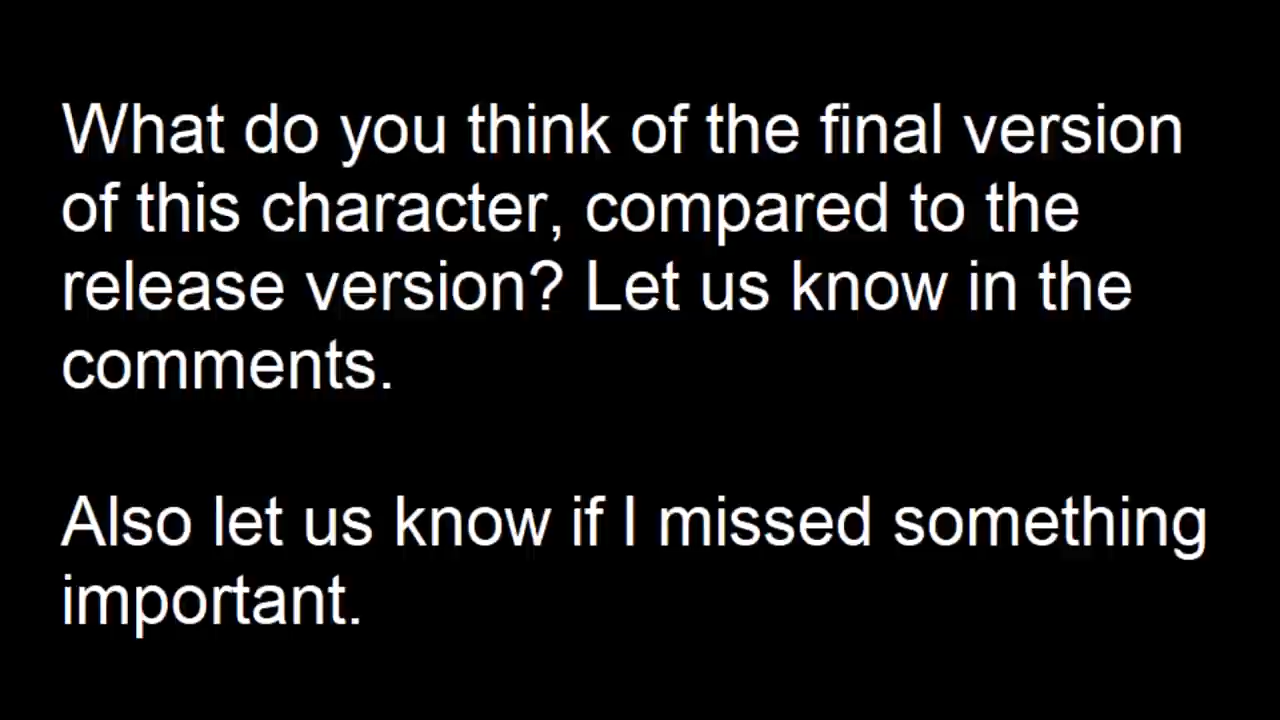 What do you think of the final version
of this character, compared to the
release version? Let us know in the
comments.
Also let us know if I missed something
important.